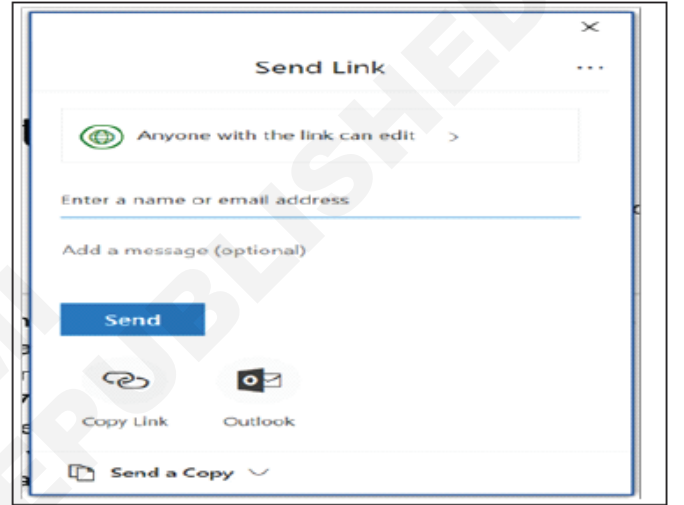 Send Link
...
Anyone with the link can edit >
Enter a name or email address
Add a message (optional)
Send
Copy Link
Outlook
Send a Copy